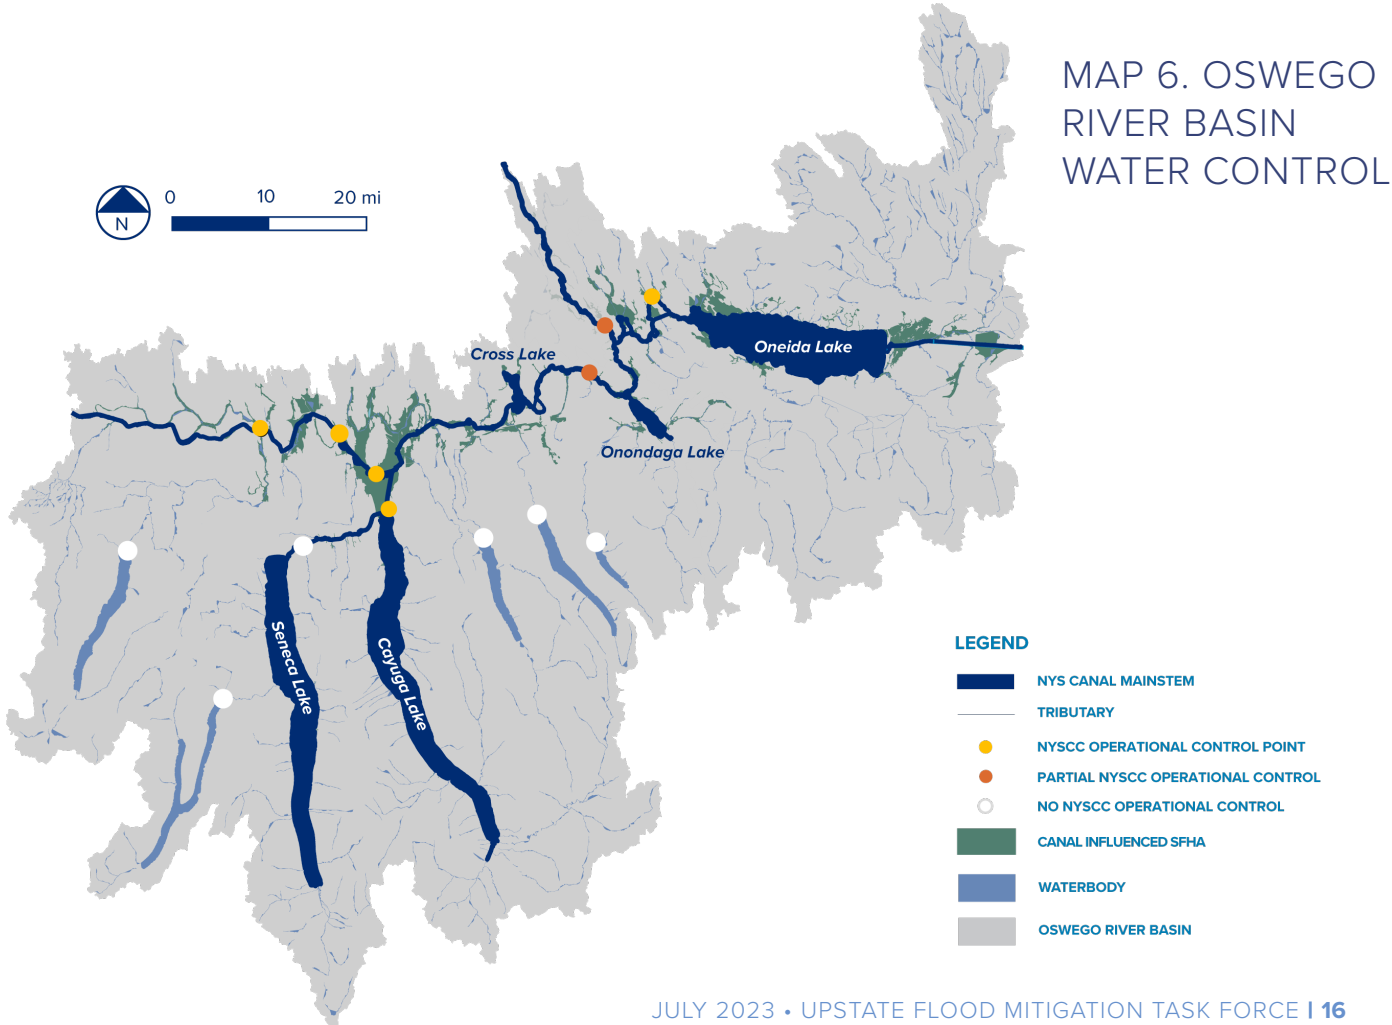 MAP 6. OSWEGO
RIVER BASIN
WATER CONTROL
0 10 20 mi
N
Cross Lake
Oneida Lake
Onondaga Lake
Seneca Lake
Cayuga Lake
LEGEND
NYS CANAL MAINSTEM
TRIBUTARY
NYSCC OPERATIONAL CONTROL POINT
PARTIAL NYSCC OPERATIONAL CONTROL
NO NYSCC OPERATIONAL CONTROL
CANAL INFLUENCED SFHA
WATERBODY
OSWEGO RIVER BASIN
JULY 2023 • UPSTATE FLOOD MITIGATION TASK FORCE | 16